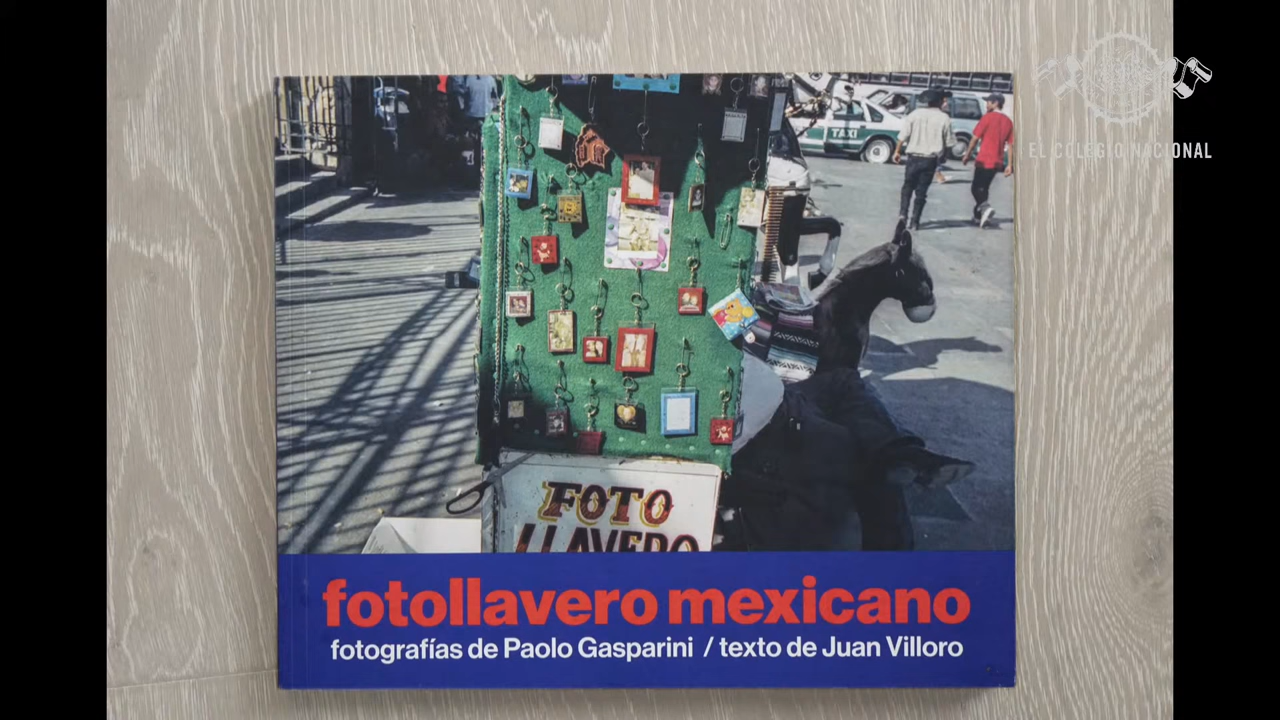 TAXI
EL COLEGIO NACIONAL
FOTO
LLAVERO
fotollavero mexicano
fotografías de Paolo Gasparini / texto de Juan Villoro